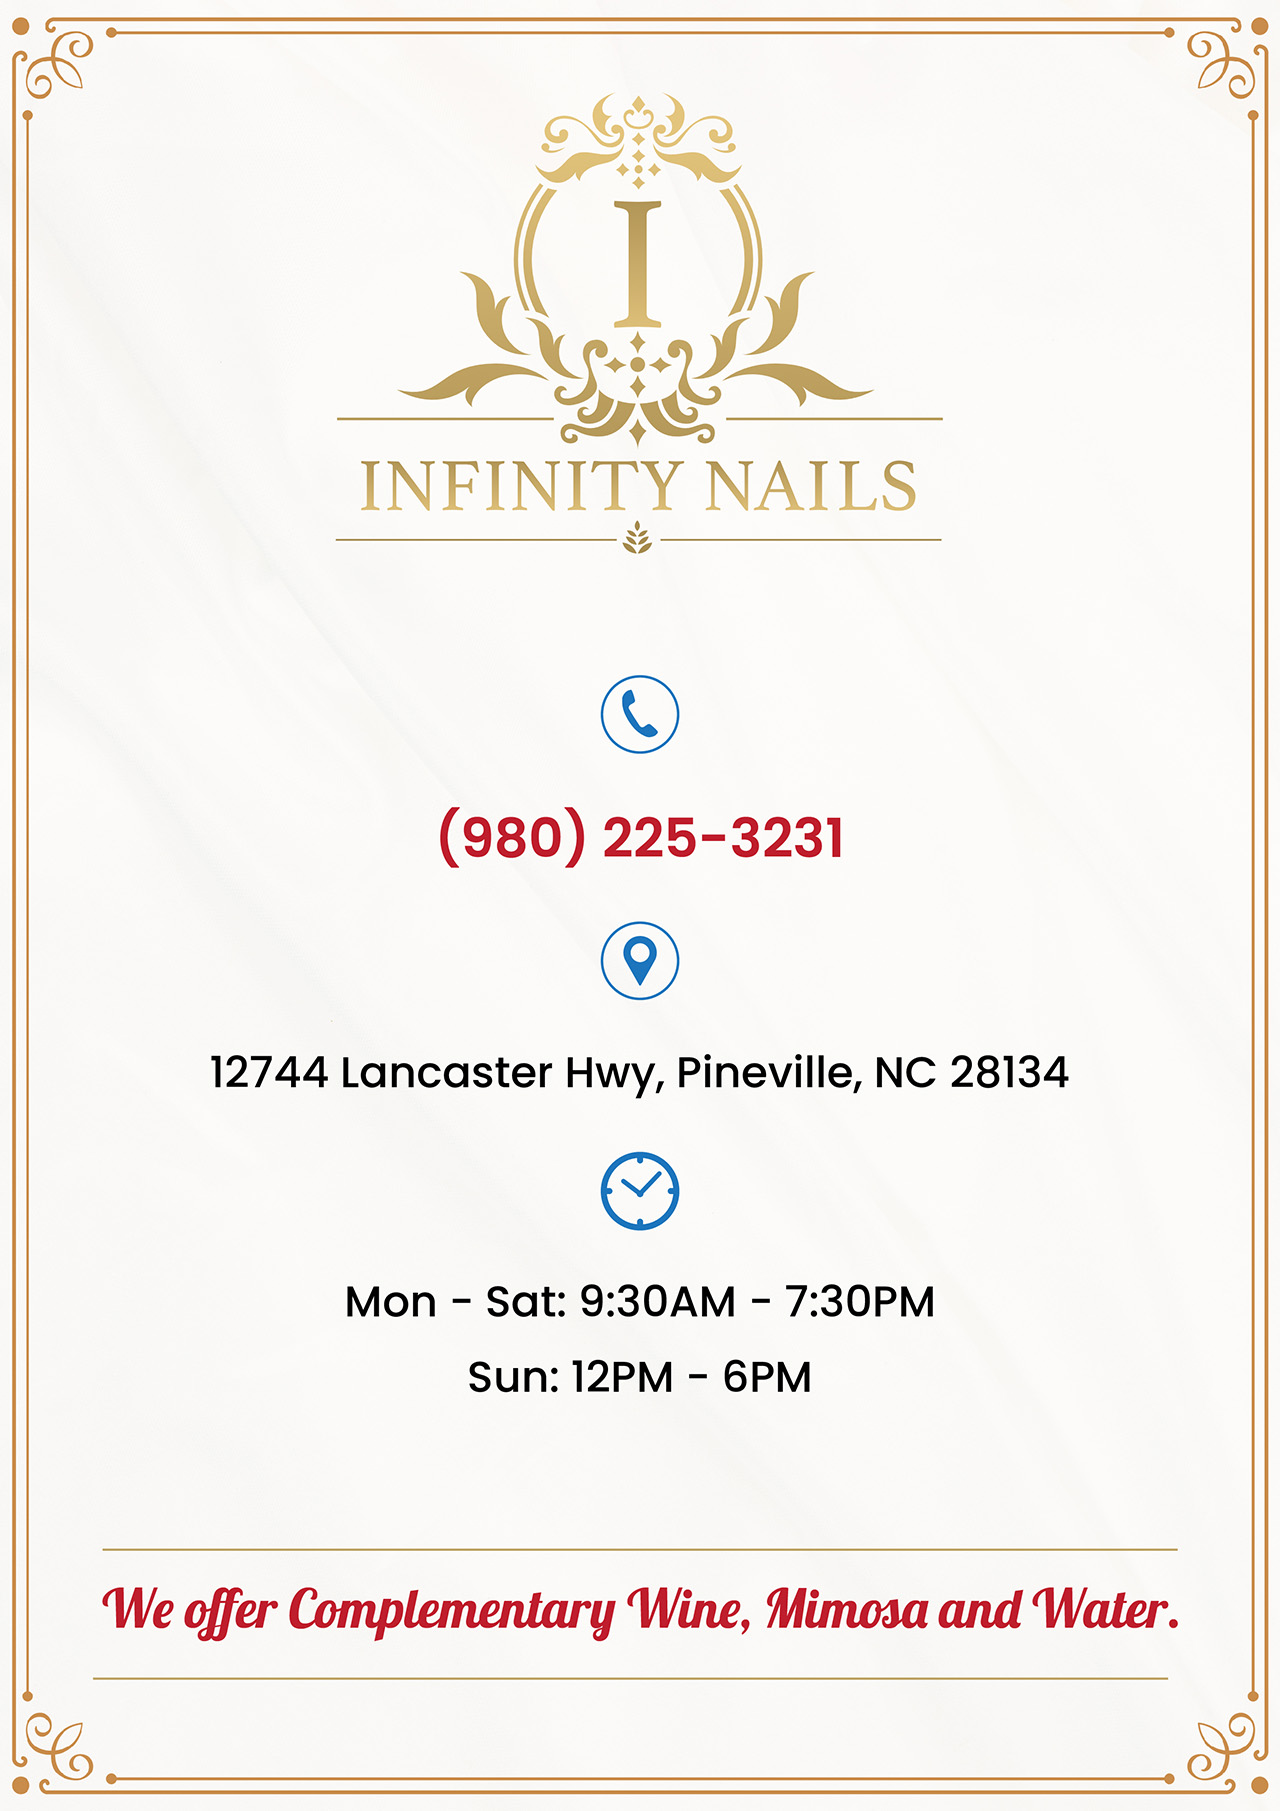 I
INFINITY NAILS
(980) 225-3231
12744 Lancaster Hwy, Pineville, NC 28134
Mon - Sat: 9:30AM - 7:30PM
Sun: 12PM - 6PM
We offer Complementary Wine, Mimosa and Water.